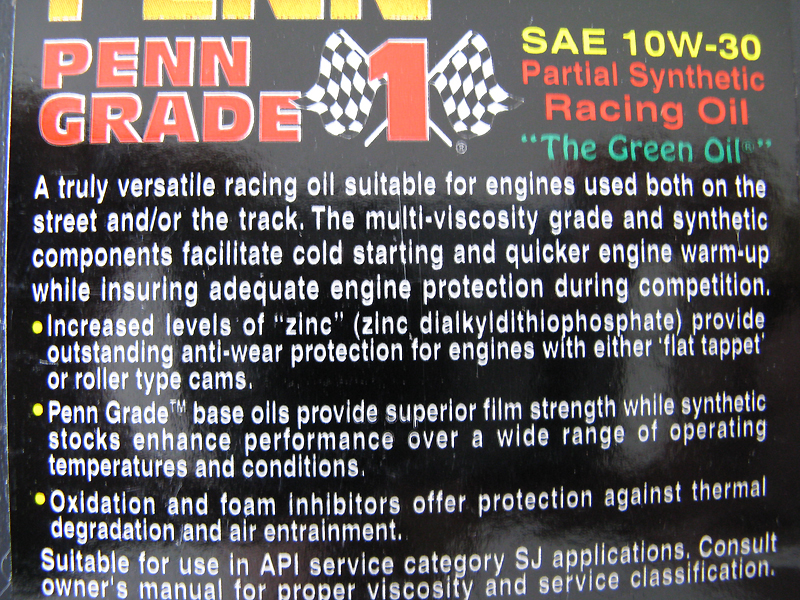 PENN
PENN
GRADE 1®
SAE 10W-30
Partial Synthetic
Racing Oil
"The Green Oil®"
A truly versatile racing oil suitable for engines used both on the
street and/or the track. The multi-viscosity grade and synthetic
components facilitate cold starting and quicker engine warm-up
while insuring adequate engine protection during competition.
• Increased levels of "zinc" (zinc dialkyldithiophosphate) provide
outstanding anti-wear protection for engines with either 'flat tappet'
or roller type cams.
• Penn Grade™ base oils provide superior film strength while synthetic
stocks enhance performance over a wide range of operating
temperatures and conditions.
• Oxidation and foam inhibitors offer protection against thermal
degradation and air entrainment.
Suitable for use in API service category SJ applications. Consult
owner's manual for proper viscosity and service classification.